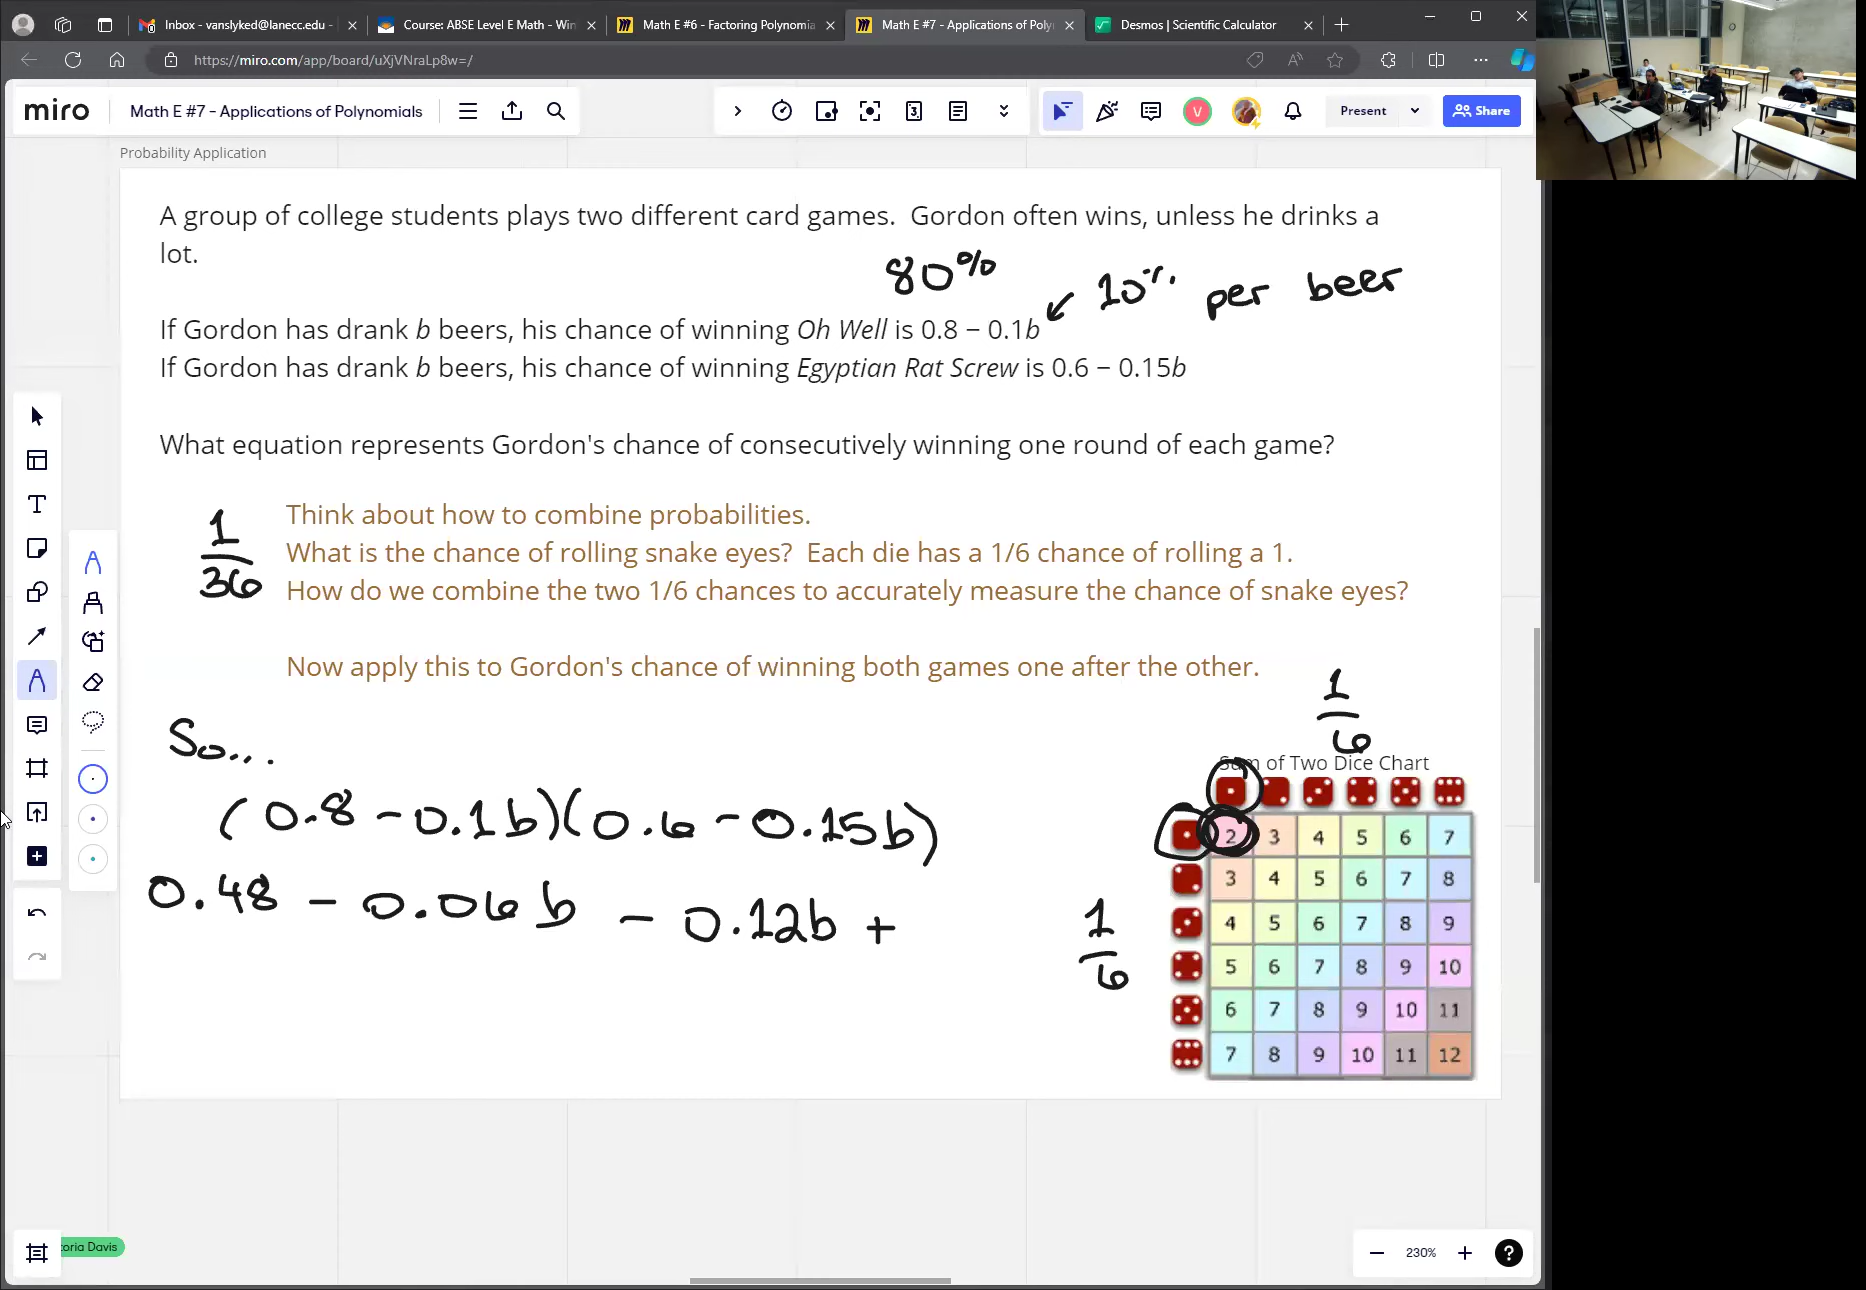 Inbox - vanslyked@lanecc.edu -
Course: ABSE Level E Math - Win
Math E #6 - Factoring Polynomia
Math E #7 - Applications of Poly
Desmos | Scientific Calculator
https://miro.com/app/board/uXjVNraLp8w=/
miro
Math E #7 - Applications of Polynomials
V
Present
Share
Probability Application
A group of college students plays two different card games. Gordon often wins, unless he drinks a
lot.
80%
10% per beer
If Gordon has drank b beers, his chance of winning Oh Well is 0.8 − 0.1b
If Gordon has drank b beers, his chance of winning Egyptian Rat Screw is 0.6 − 0.15b
What equation represents Gordon's chance of consecutively winning one round of each game?
1/36
Think about how to combine probabilities.
What is the chance of rolling snake eyes? Each die has a 1/6 chance of rolling a 1.
How do we combine the two 1/6 chances to accurately measure the chance of snake eyes?
Now apply this to Gordon's chance of winning both games one after the other.
1/6
So...
(0.8 - 0.1b)(0.6 - 0.15b)
0.48 - 0.06b - 0.12b +
1/6
Sum of Two Dice Chart
2 3 4 5 6 7
3 4 5 6 7 8
4 5 6 7 8 9
5 6 7 8 9 10
6 7 8 9 10 11
7 8 9 10 11 12
toria Davis
230%